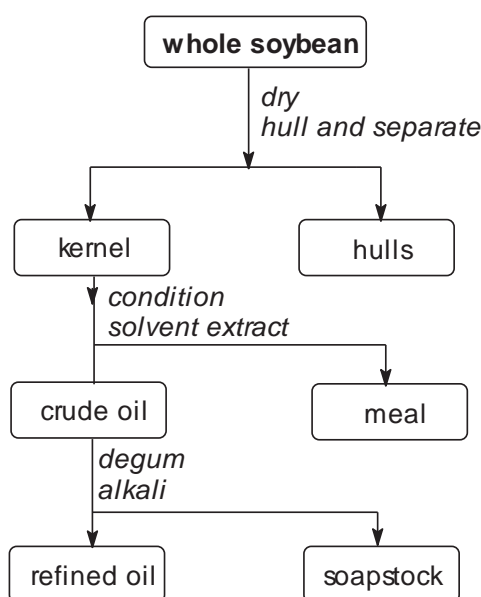 whole soybean
dry
hull and separate
kernel
hulls
condition
solvent extract
crude oil
meal
degum
alkali
refined oil
soapstock